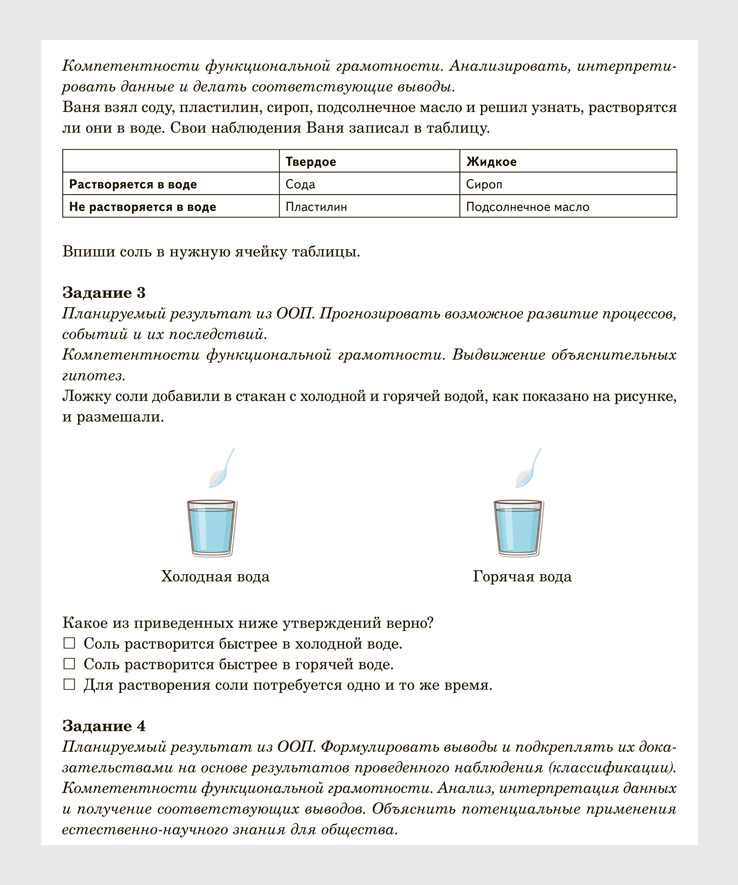 Компетентности функциональной грамотности. Анализировать, интерпрети-
ровать данные и делать соответствующие выводы.
Ваня взял соду, пластилин, сироп, подсолнечное масло и решил узнать, растворятся
ли они в воде. Свои наблюдения Ваня записал в таблицу.
Твердое Жидкое
Растворяется в воде Сода Сироп
Не растворяется в воде Пластилин Подсолнечное масло
Впиши соль в нужную ячейку таблицы.
Задание 3
Планируемый результат из ООП. Прогнозировать возможное развитие процессов,
событий и их последствий.
Компетентности функциональной грамотности. Выдвижение объяснительных
гипотез.
Ложку соли добавили в стакан с холодной и горячей водой, как показано на рисунке,
и размешали.
Холодная вода Горячая вода
Какое из приведенных ниже утверждений верно?
☐ Соль растворится быстрее в холодной воде.
☐ Соль растворится быстрее в горячей воде.
☐ Для растворения соли потребуется одно и то же время.
Задание 4
Планируемый результат из ООП. Формулировать выводы и подкреплять их дока-
зательствами на основе результатов проведенного наблюдения (классификации).
Компетентности функциональной грамотности. Анализ, интерпретация данных
и получение соответствующих выводов. Объяснить потенциальные применения
естественно-научного знания для общества.